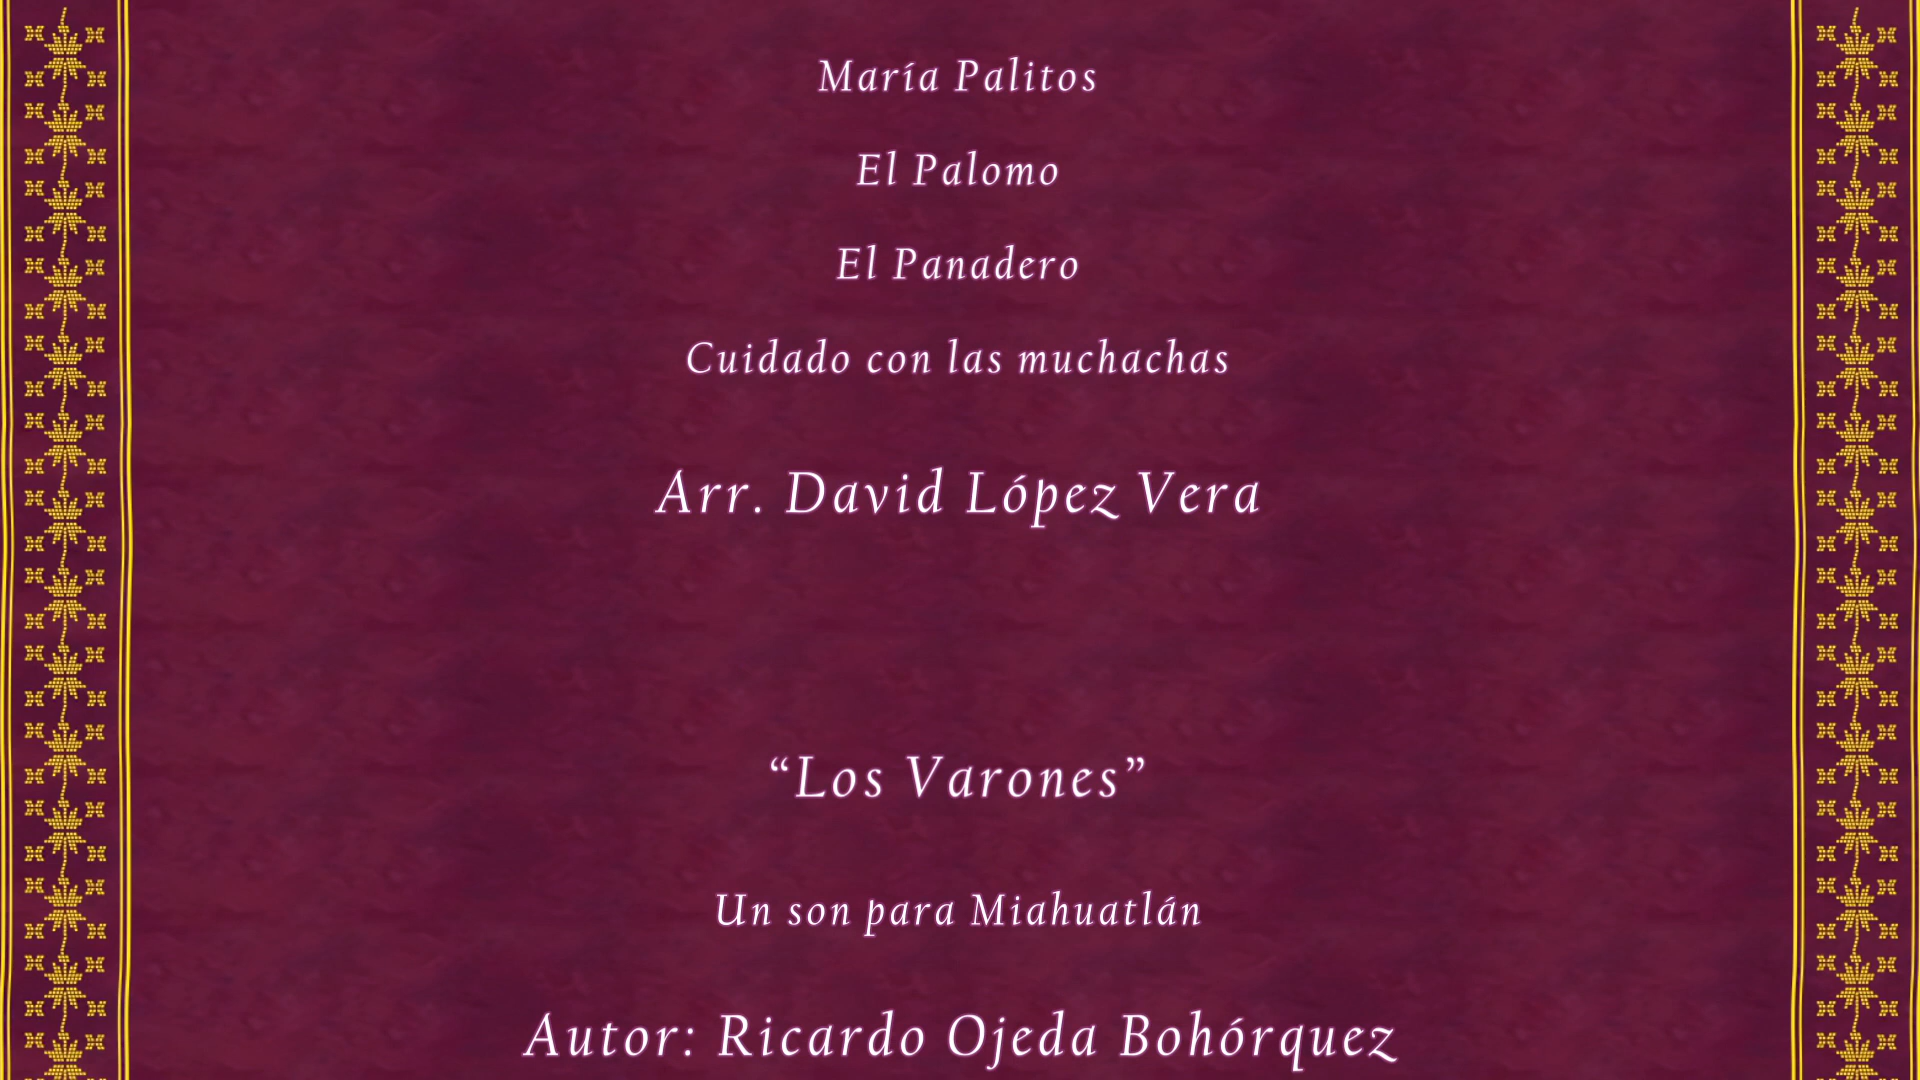 María Palitos
El Palomo
El Panadero
Cuidado con las muchachas
Arr. David López Vera
“Los Varones”
Un son para Miahuatlán
Autor: Ricardo Ojeda Bohórquez